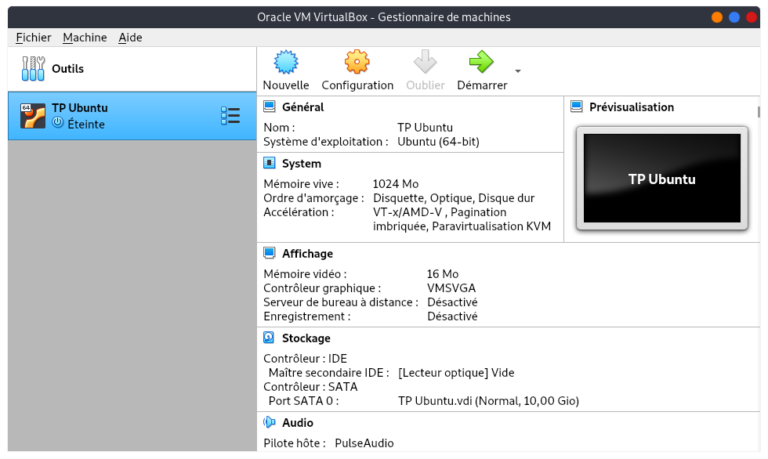 Oracle VM VirtualBox - Gestionnaire de machines
Fichier Machine Aide
Outils
64
TP Ubuntu
Éteinte
Nouvelle Configuration Oublier Démarrer
Général
Nom : TP Ubuntu
Système d'exploitation : Ubuntu (64-bit)
System
Mémoire vive : 1024 Mo
Ordre d'amorçage : Disquette, Optique, Disque dur
Accélération : VT-x/AMD-V , Pagination
imbriquée, Paravirtualisation KVM
Prévisualisation
TP Ubuntu
Affichage
Mémoire vidéo : 16 Mo
Contrôleur graphique : VMSVGA
Serveur de bureau à distance : Désactivé
Enregistrement : Désactivé
Stockage
Contrôleur : IDE
Maître secondaire IDE : [Lecteur optique] Vide
Contrôleur : SATA
Port SATA 0 : TP Ubuntu.vdi (Normal, 10,00 Gio)
Audio
Pilote hôte : PulseAudio